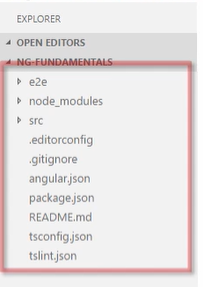 EXPLORER
OPEN EDITORS
NG-FUNDAMENTALS
e2e
node_modules
src
.editorconfig
.gitignore
angular.json
package.json
README.md
tsconfig.json
tslint.json